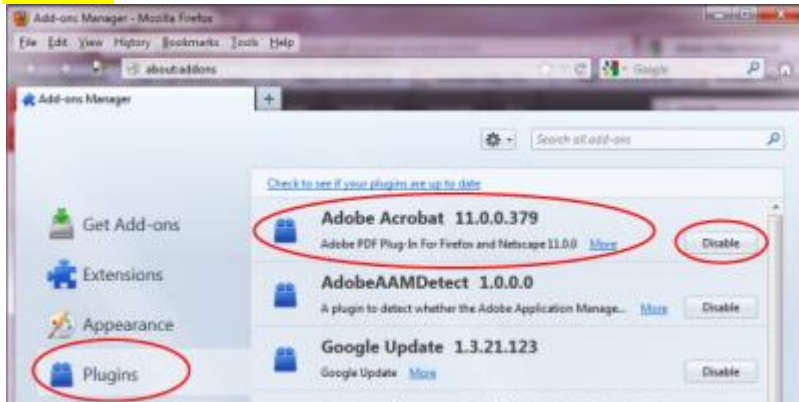 Add-ons Manager - Mozilla Firefox
File Edit View History Bookmarks Tools Help
about:addons
Google
Add-ons Manager
Search all add-ons
Check to see if your plugins are up to date
Get Add-ons
Adobe Acrobat 11.0.0.379
Adobe PDF Plug-In For Firefox and Netscape 11.0.0 More
Disable
Extensions
AdobeAAMDetect 1.0.0.0
A plugin to detect whether the Adobe Application Manage... More
Disable
Appearance
Google Update 1.3.21.123
Google Update More
Disable
Plugins